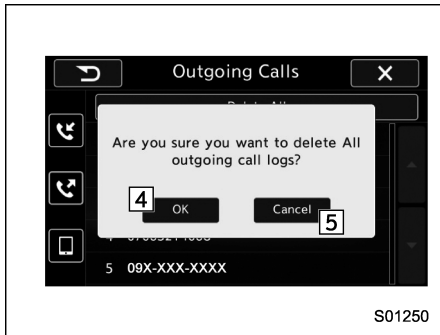 Outgoing Calls
Are you sure you want to delete All
outgoing call logs?
4
OK
Cancel
5
5 09X-XXX-XXXX
S01250